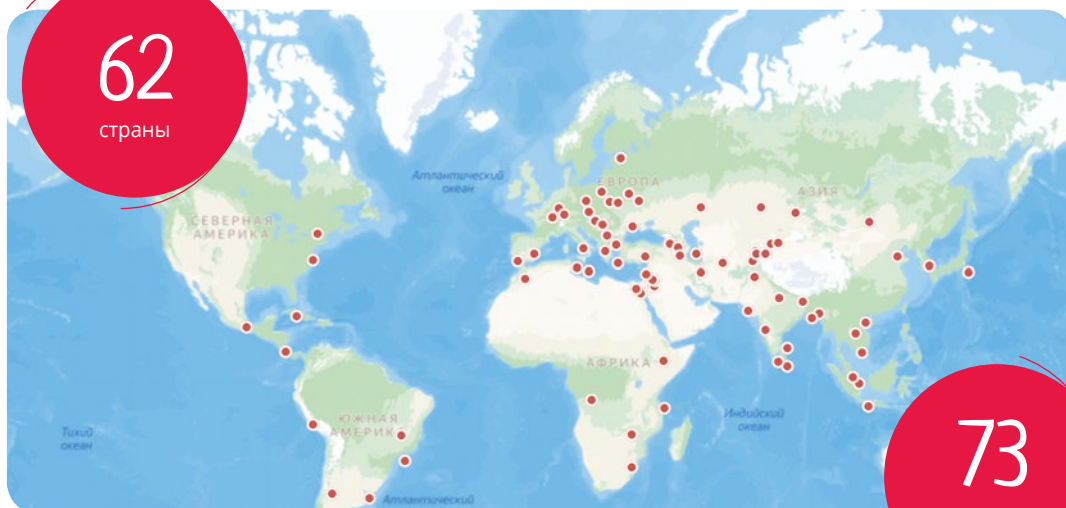 62
страны
Атлантический
океан
ЕВРОПА
АЗИЯ
СЕВЕРНАЯ
АМЕРИКА
АФРИКА
Индийский
океан
ЮЖНАЯ
АМЕРИКА
Тихий
океан
73
Атлантический